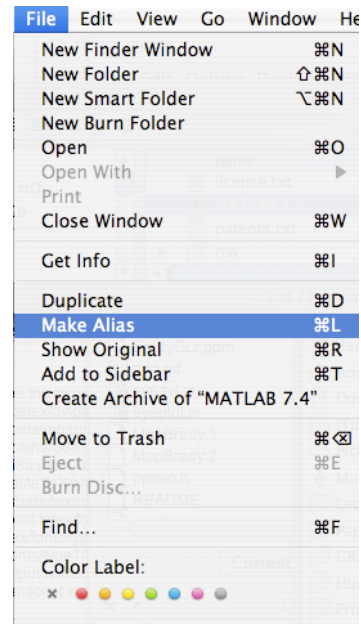 File Edit View Go Window He
New Finder Window ⌘N
New Folder ⇧⌘N
New Smart Folder ⌥⌘N
New Burn Folder
Open ⌘O
Open With ▶
Print
Close Window ⌘W
Get Info ⌘I
Duplicate ⌘D
Make Alias ⌘L
Show Original ⌘R
Add to Sidebar ⌘T
Create Archive of “MATLAB 7.4”
Move to Trash ⌘⌫
Eject ⌘E
Burn Disc...
Find... ⌘F
Color Label:
×